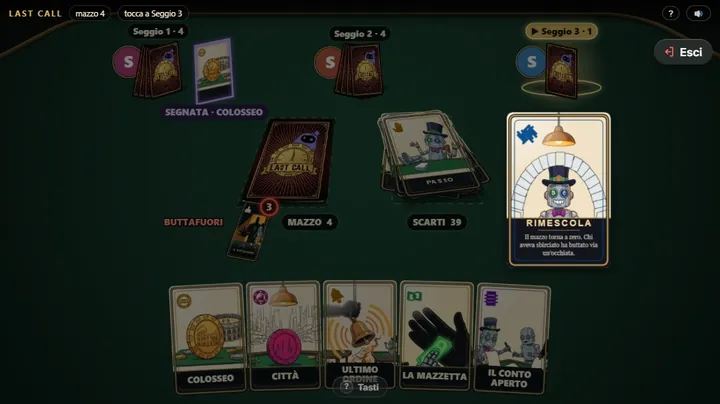 LAST CALL
mazzo 4
tocca a Seggio 3
?
Seggio 1 · 4
Seggio 2 · 4
▶ Seggio 3 · 1
Esci
S
S
S
SEGNATA · COLOSSEO
LAST CALL
PASSO
RIMESCOLA
Il mazzo torna a zero. Chi
aveva sbirciato ha buttato via
un'occhiata.
3
BUTTAFUORI
MAZZO 4
SCARTI 39
COLOSSEO
CITTÀ
ULTIMO
ORDINE
LA MAZZETTA
IL CONTO
APERTO
? Tasti